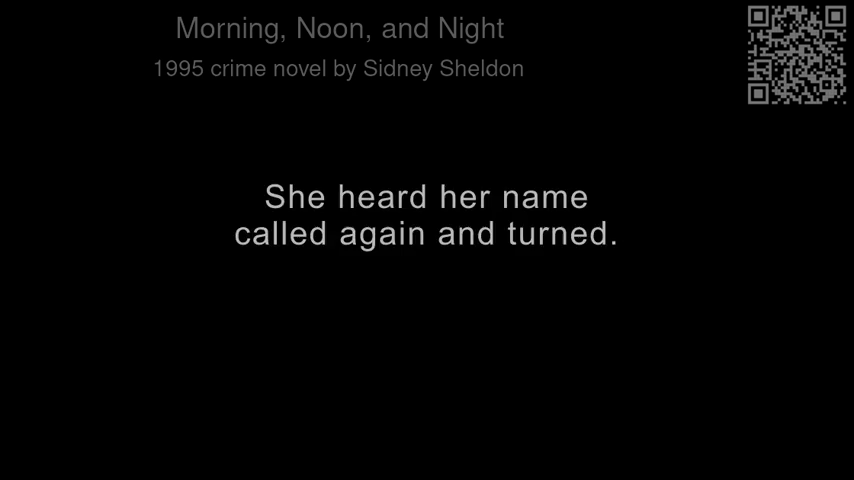 Morning, Noon, and Night
1995 crime novel by Sidney Sheldon
She heard her name
called again and turned.